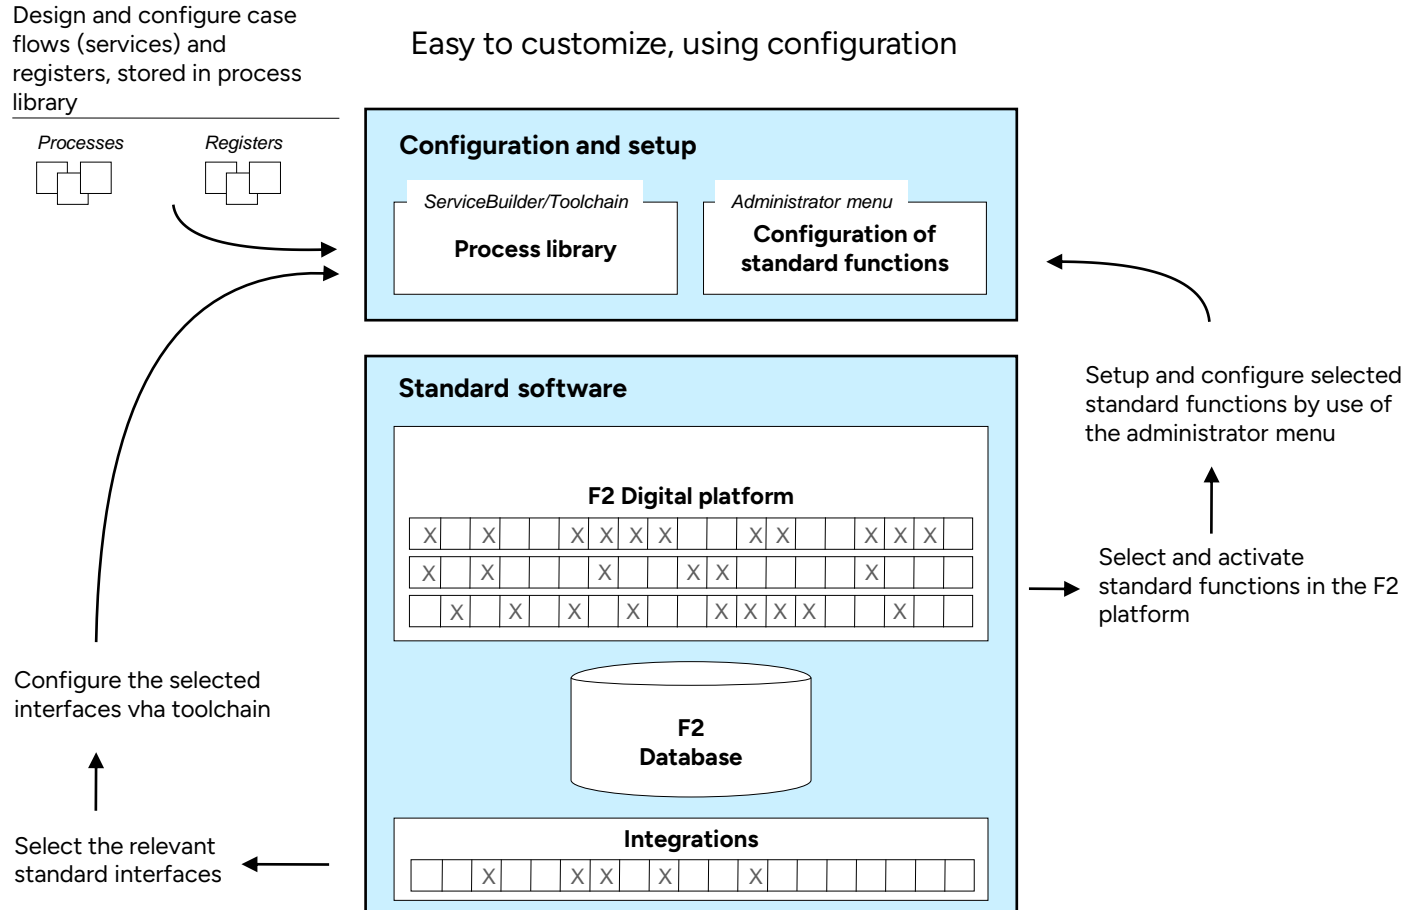 Design and configure case
flows (services) and
registers, stored in process
library
Easy to customize, using configuration
Processes
Registers
Configuration and setup
ServiceBuilder/Toolchain
Process library
Administrator menu
Configuration of
standard functions
Standard software
F2 Digital platform
X X X X X X X X X X X
X X X X X X
X X X X X X X X X
F2
Database
Integrations
X X X X X
Setup and configure selected
standard functions by use of
the administrator menu
Select and activate
standard functions in the F2
platform
Configure the selected
interfaces vha toolchain
Select the relevant
standard interfaces